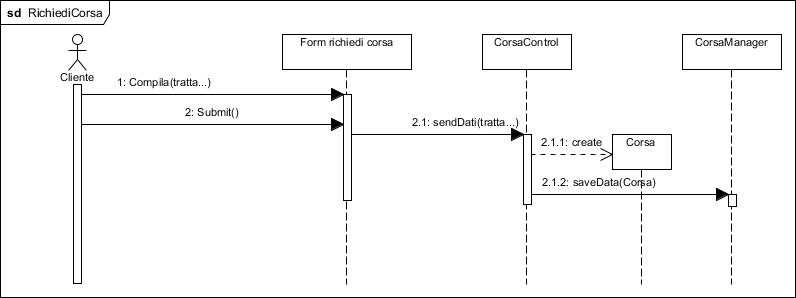 sd RichiediCorsa
Cliente
Form richiedi corsa
CorsaControl
CorsaManager
1: Compila(tratta...)
2: Submit()
2.1: sendDati(tratta...)
2.1.1: create
Corsa
2.1.2: saveData(Corsa)